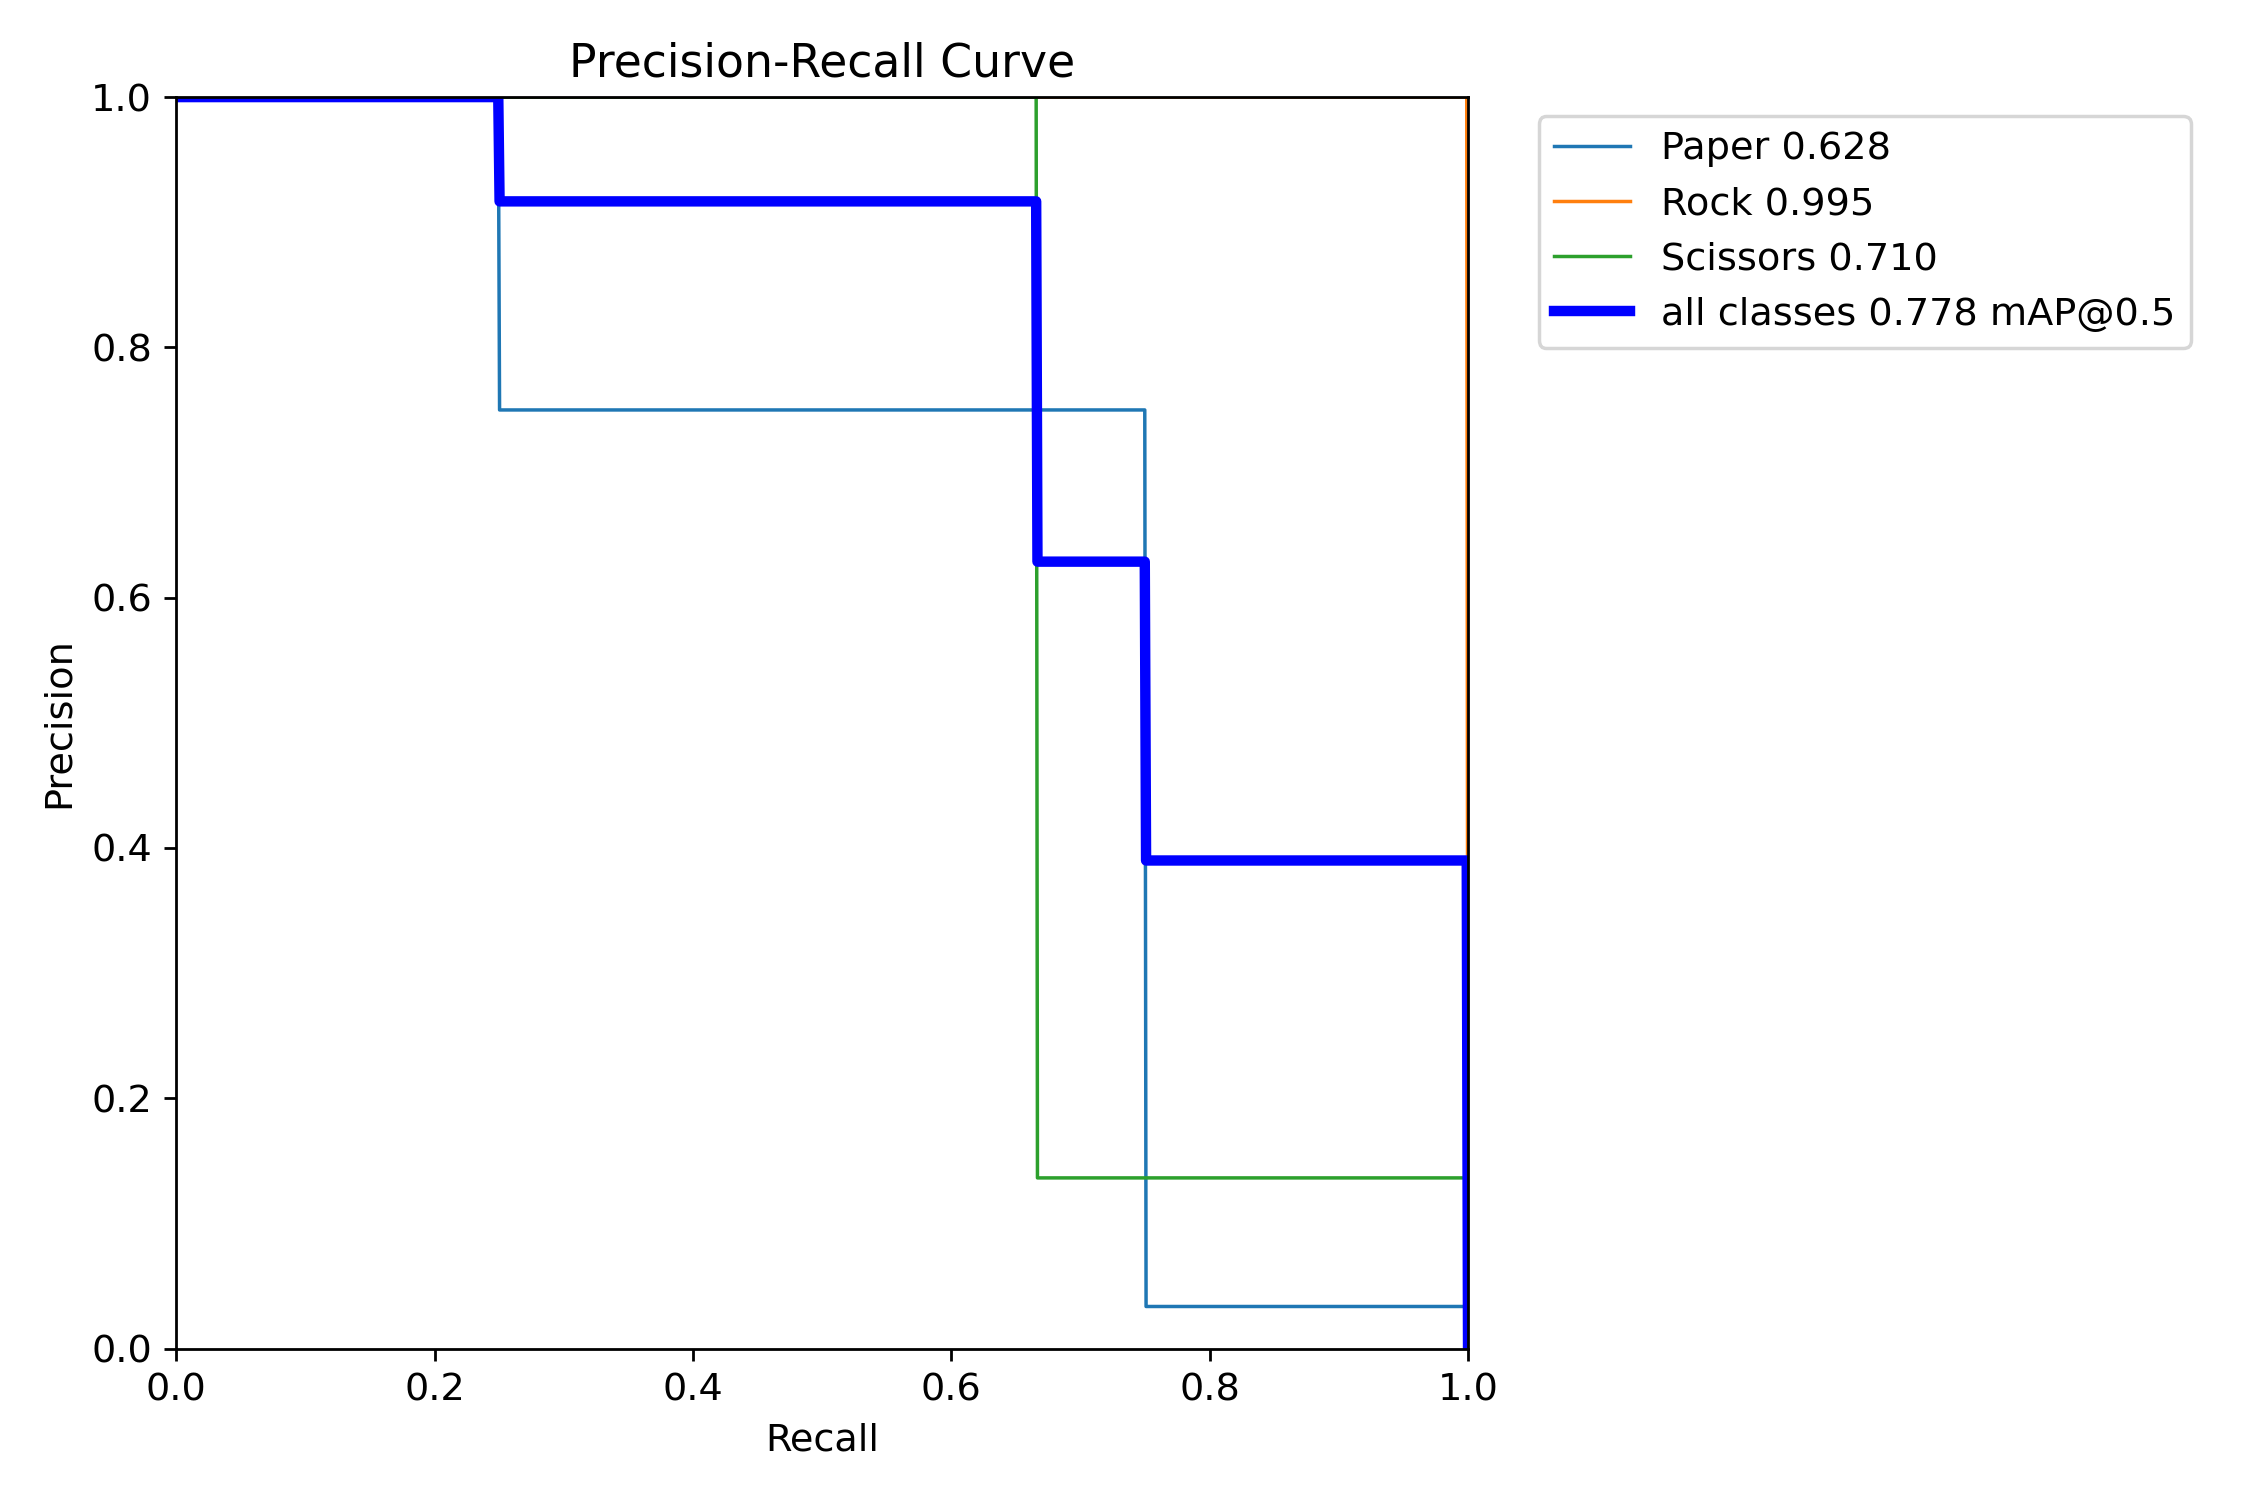 Precision-Recall Curve
1.0
0.8
0.6
0.4
0.2
0.0
Precision
0.0 0.2 0.4 0.6 0.8 1.0
Recall
Paper 0.628
Rock 0.995
Scissors 0.710
all classes 0.778 mAP@0.5